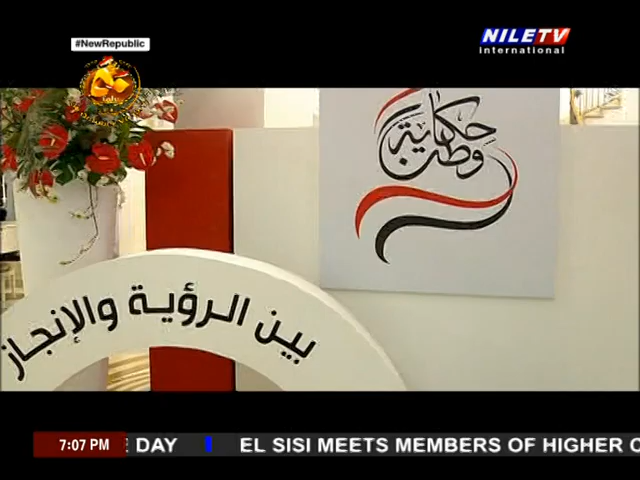 #NewRepublic
NILETV
international
حكاية
وطن
بين الرؤية والإنجاز
7:07 PM
DAY
EL SISI MEETS MEMBERS OF HIGHER